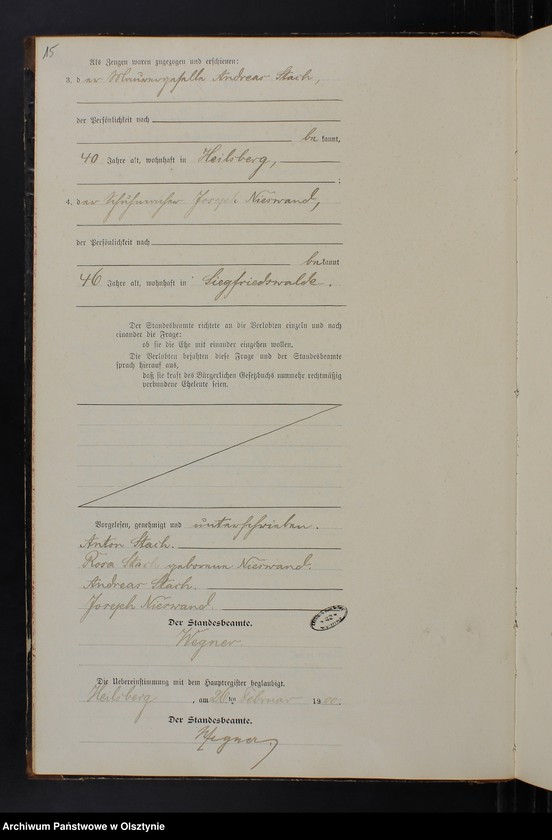 15
Als Zeugen waren zugezogen und erschienen:
3. der Maurergeselle Andreas Stach,
der Persönlichkeit nach
bekannt,
40 Jahre alt, wohnhaft in Heilsberg,
;
4. der Schuhmacher Joseph Nierwand,
der Persönlichkeit nach
bekannt
46 Jahre alt, wohnhaft in Siegfriedswalde.
Der Standesbeamte richtete an die Verlobten einzeln und nach
einander die Frage:
ob sie die Ehe mit einander eingehen wollen.
Die Verlobten bejahten diese Frage und der Standesbeamte
sprach hierauf aus,
daß sie kraft des Bürgerlichen Gesetzbuchs nunmehr rechtmäßig
verbundene Eheleute seien.
Vorgelesen, genehmigt und unterschrieben.
Anton Stach.
Rosa Stach geborene Nierwand.
Andreas Stach.
Joseph Nierwand.
Der Standesbeamte.
Wegner.
Die Uebereinstimmung mit dem Hauptregister beglaubigt.
Heilsberg, am 26ten Februar 1900.
Der Standesbeamte.
Wegner
Archiwum Państwowe w Olsztynie